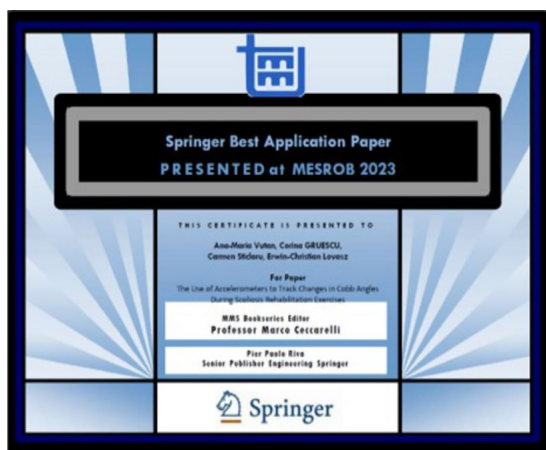 Springer Best Application Paper
PRESENTED at MESROB 2023
THIS CERTIFICATE IS PRESENTED TO
Ana-Maria Vutan, Corina GRUESCU,
Carmen Sticlaru, Erwin-Christian Lovasz
For Paper
The Use of Accelerometers to Track Changes in Cobb Angles
During Scoliosis Rehabilitation Exercises
MMS Bookseries Editor
Professor Marco Ceccarelli
Pier Paolo Riva
Senior Publisher Engineering Springer
Springer